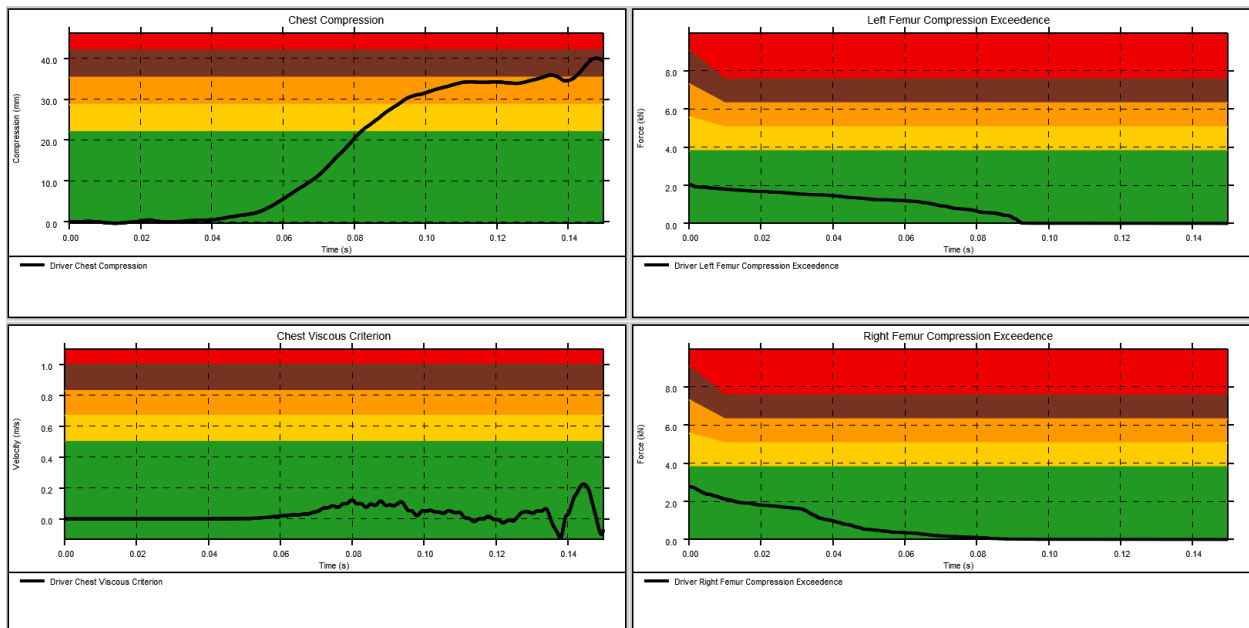 Chest Compression
Compression (mm)
40.0
30.0
20.0
10.0
0.0
0.00 0.02 0.04 0.06 0.08 0.10 0.12 0.14
Time (s)
Driver Chest Compression
Left Femur Compression Exceedence
Force (kN)
8.0
6.0
4.0
2.0
0.0
0.00 0.02 0.04 0.06 0.08 0.10 0.12 0.14
Time (s)
Driver Left Femur Compression Exceedence
Chest Viscous Criterion
Velocity (m/s)
1.0
0.8
0.6
0.4
0.2
0.0
0.00 0.02 0.04 0.06 0.08 0.10 0.12 0.14
Time (s)
Driver Chest Viscous Criterion
Right Femur Compression Exceedence
Force (kN)
8.0
6.0
4.0
2.0
0.0
0.00 0.02 0.04 0.06 0.08 0.10 0.12 0.14
Time (s)
Driver Right Femur Compression Exceedence